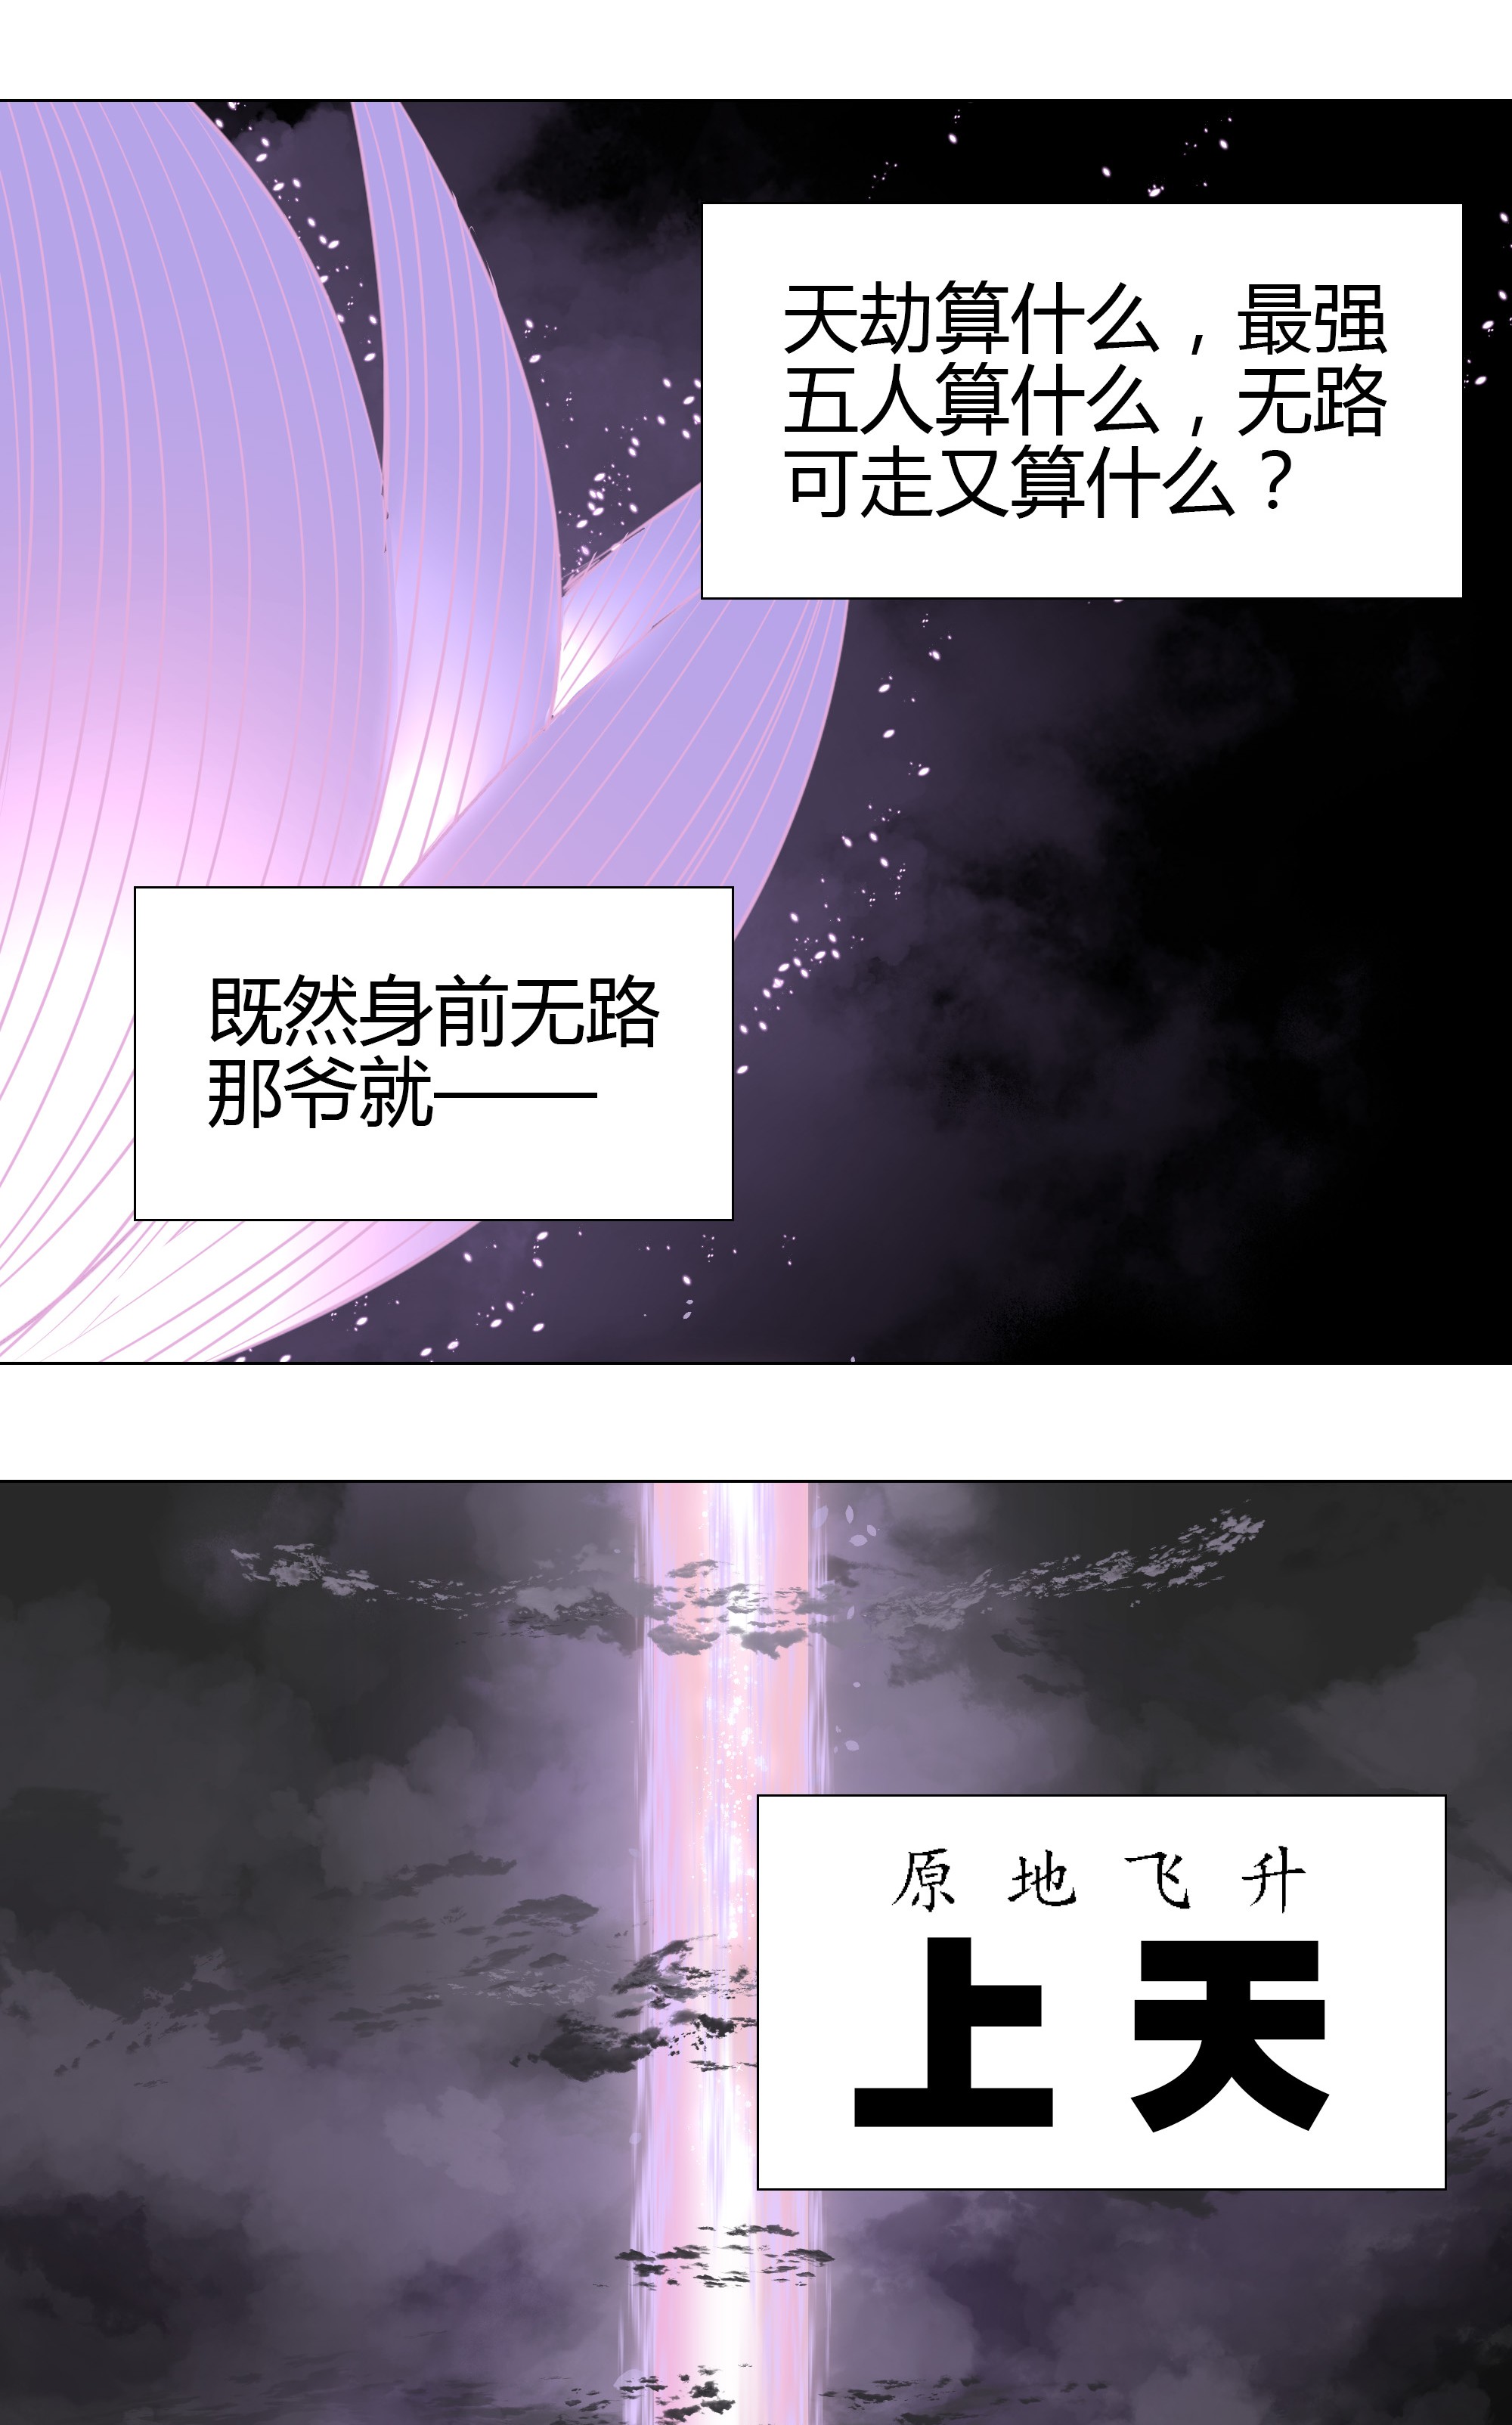 天劫算什么，最强
五人算什么，无路
可走又算什么？
既然身前无路
那爷就——
原地飞升
上天